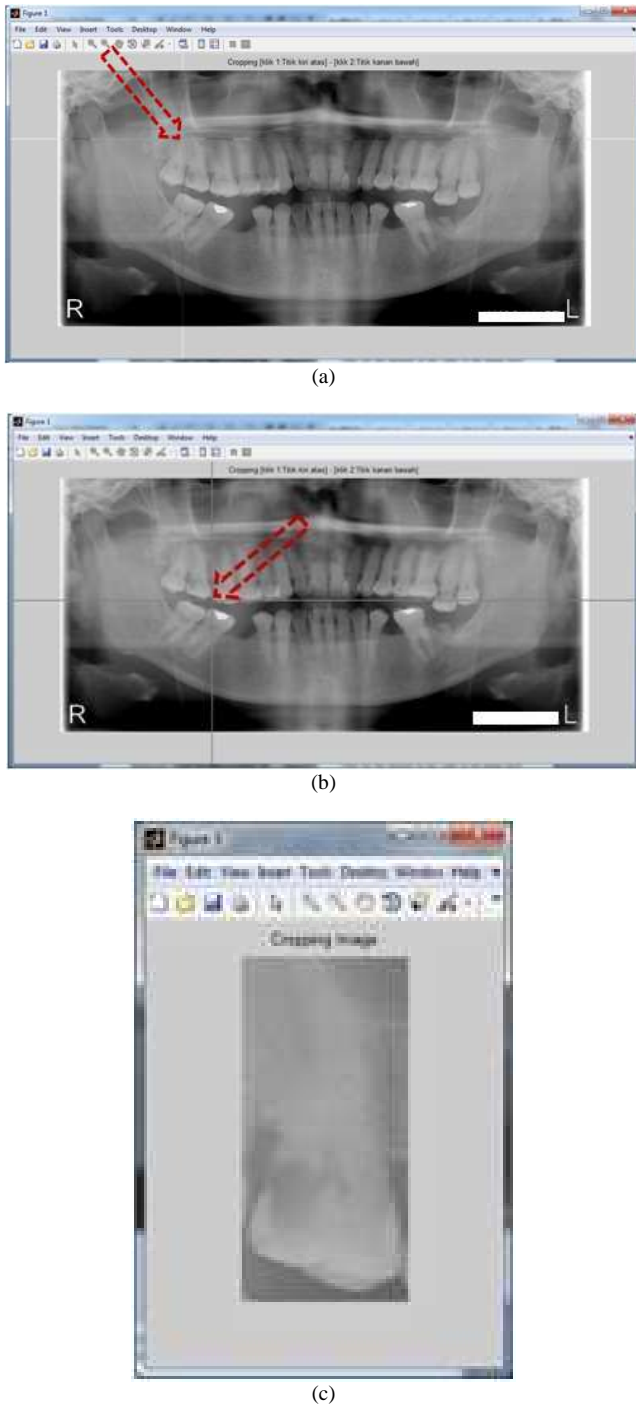 Figure 1
File Edit View Insert Tools Desktop Window Help
Cropping [klik 1:Titik kiri atas] - [klik 2:Titik kanan bawah]
R L
(a)
Figure 1
File Edit View Insert Tools Desktop Window Help
Cropping [klik 1:Titik kiri atas] - [klik 2:Titik kanan bawah]
R L
(b)
Figure 1
File Edit View Insert Tools Desktop Window Help
Cropping Image
(c)